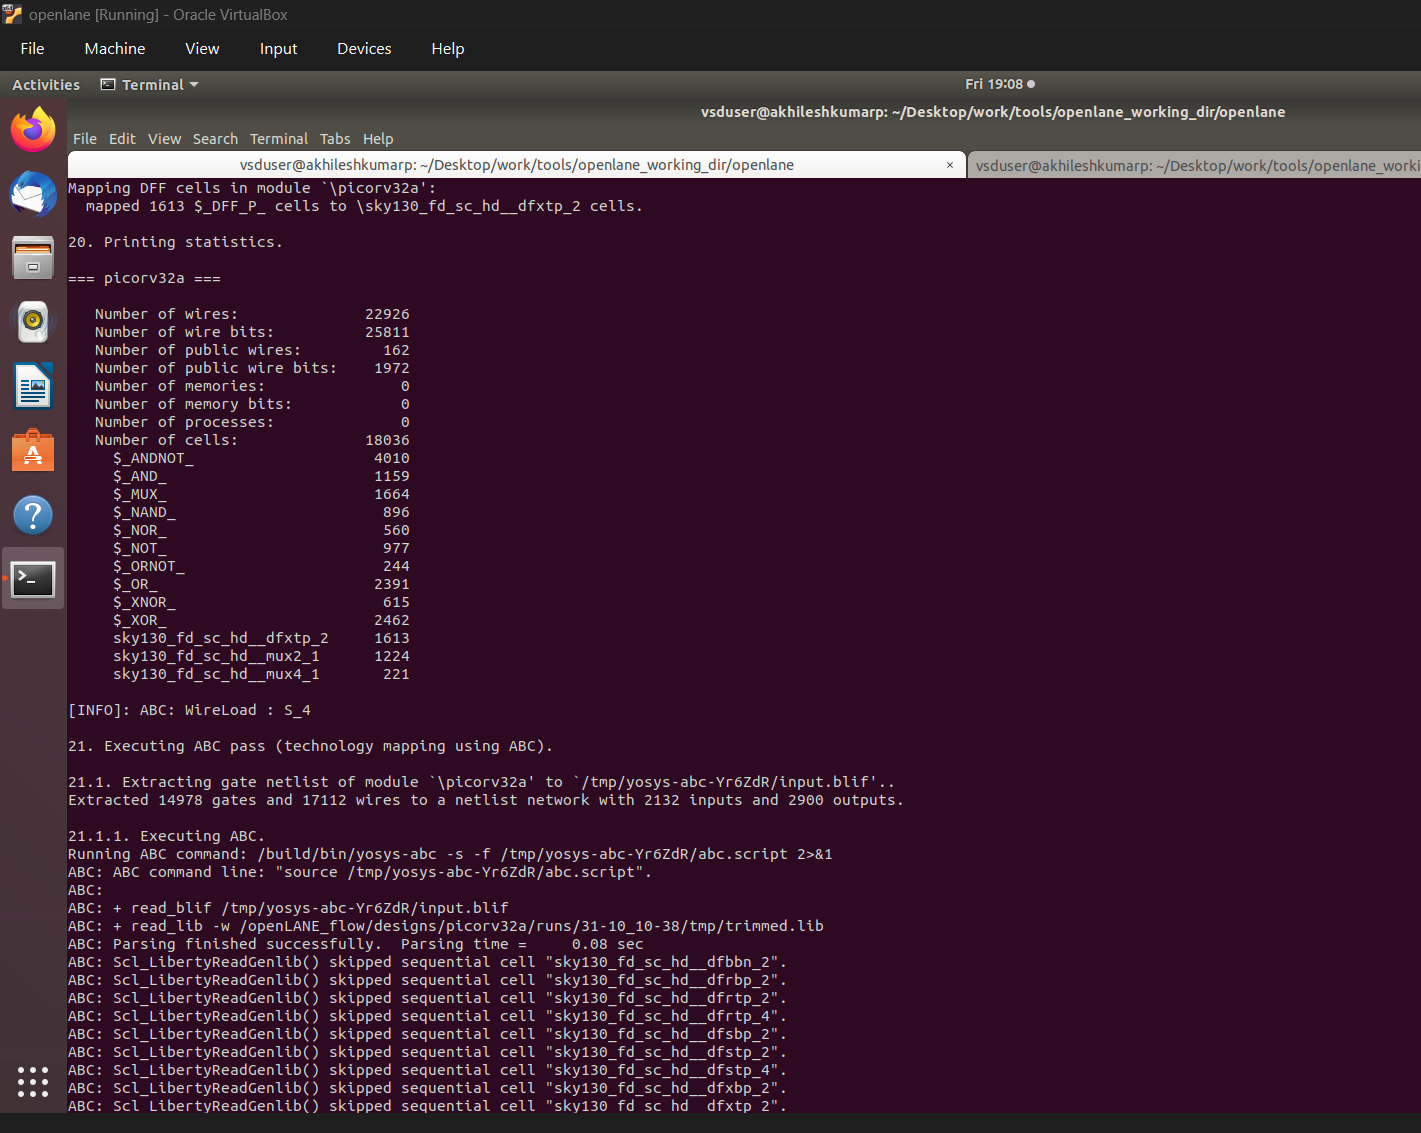 openlane [Running] - Oracle VirtualBox
File Machine View Input Devices Help
Activities Terminal Fri 19:08
vsduser@akhileshkumarp: ~/Desktop/work/tools/openlane_working_dir/openlane
File Edit View Search Terminal Tabs Help
vsduser@akhileshkumarp: ~/Desktop/work/tools/openlane_working_dir/openlane × vsduser@akhileshkumarp: ~/Desktop/work/tools/openlane_worki
Mapping DFF cells in module `\picorv32a':
  mapped 1613 $_DFF_P_ cells to \sky130_fd_sc_hd__dfxtp_2 cells.
20. Printing statistics.
=== picorv32a ===
   Number of wires:              22926
   Number of wire bits:          25811
   Number of public wires:         162
   Number of public wire bits:    1972
   Number of memories:               0
   Number of memory bits:            0
   Number of processes:              0
   Number of cells:              18036
     $_ANDNOT_                    4010
     $_AND_                       1159
     $_MUX_                       1664
     $_NAND_                       896
     $_NOR_                        560
     $_NOT_                        977
     $_ORNOT_                      244
     $_OR_                        2391
     $_XNOR_                       615
     $_XOR_                       2462
     sky130_fd_sc_hd__dfxtp_2     1613
     sky130_fd_sc_hd__mux2_1      1224
     sky130_fd_sc_hd__mux4_1       221
[INFO]: ABC: WireLoad : S_4
21. Executing ABC pass (technology mapping using ABC).
21.1. Extracting gate netlist of module `\picorv32a' to `/tmp/yosys-abc-Yr6ZdR/input.blif'..
Extracted 14978 gates and 17112 wires to a netlist network with 2132 inputs and 2900 outputs.
21.1.1. Executing ABC.
Running ABC command: /build/bin/yosys-abc -s -f /tmp/yosys-abc-Yr6ZdR/abc.script 2>&1
ABC: ABC command line: "source /tmp/yosys-abc-Yr6ZdR/abc.script".
ABC:
ABC: + read_blif /tmp/yosys-abc-Yr6ZdR/input.blif
ABC: + read_lib -w /openLANE_flow/designs/picorv32a/runs/31-10_10-38/tmp/trimmed.lib
ABC: Parsing finished successfully.  Parsing time =     0.08 sec
ABC: Scl_LibertyReadGenlib() skipped sequential cell "sky130_fd_sc_hd__dfbbn_2".
ABC: Scl_LibertyReadGenlib() skipped sequential cell "sky130_fd_sc_hd__dfrbp_2".
ABC: Scl_LibertyReadGenlib() skipped sequential cell "sky130_fd_sc_hd__dfrtp_2".
ABC: Scl_LibertyReadGenlib() skipped sequential cell "sky130_fd_sc_hd__dfrtp_4".
ABC: Scl_LibertyReadGenlib() skipped sequential cell "sky130_fd_sc_hd__dfsbp_2".
ABC: Scl_LibertyReadGenlib() skipped sequential cell "sky130_fd_sc_hd__dfstp_2".
ABC: Scl_LibertyReadGenlib() skipped sequential cell "sky130_fd_sc_hd__dfstp_4".
ABC: Scl_LibertyReadGenlib() skipped sequential cell "sky130_fd_sc_hd__dfxbp_2".
ABC: Scl_LibertyReadGenlib() skipped sequential cell "sky130_fd_sc_hd__dfxtp_2".